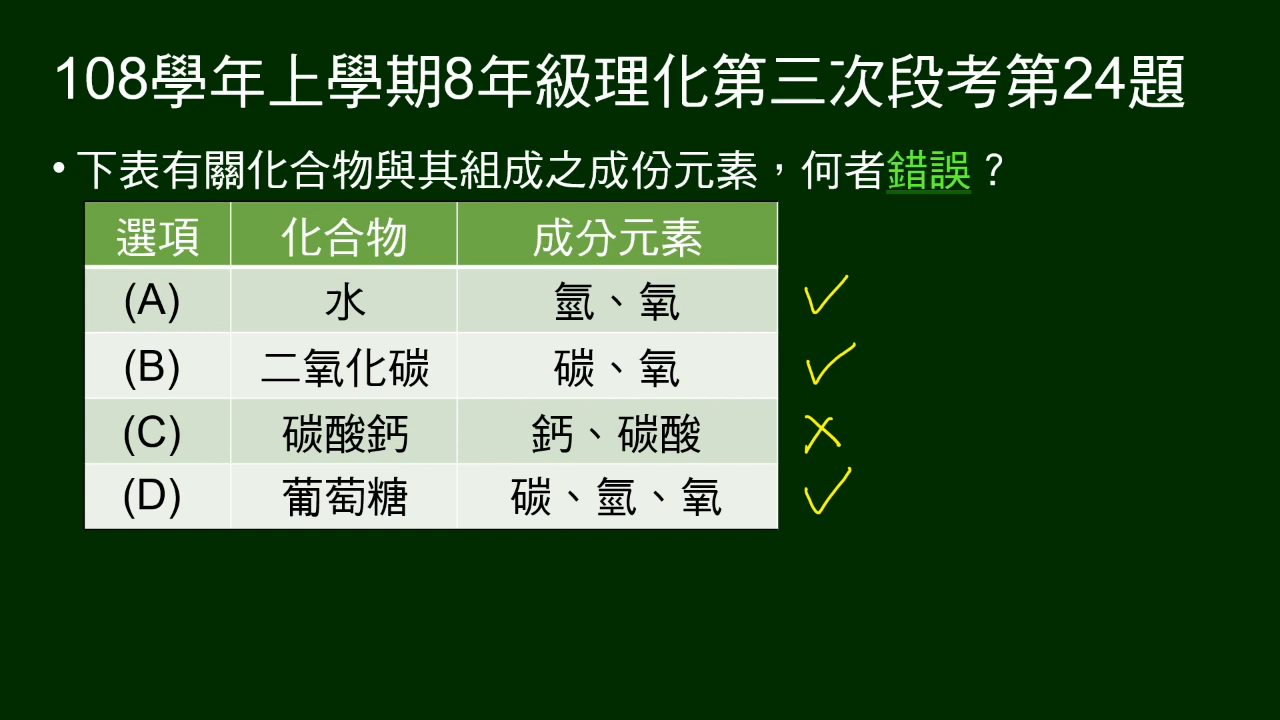 108學年上學期8年級理化第三次段考第24題
• 下表有關化合物與其組成之成份元素，何者錯誤？
選項 化合物 成分元素
(A) 水 氫、氧 ✓
(B) 二氧化碳 碳、氧 ✓
(C) 碳酸鈣 鈣、碳酸 ✗
(D) 葡萄糖 碳、氫、氧 ✓